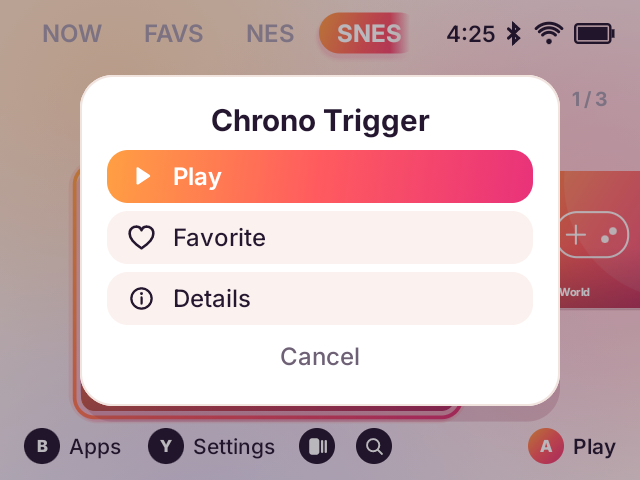 NOW FAVS NES SNES 4:25
1/3
Chrono Trigger
Play
Favorite
Details
Cancel
World
B Apps Y Settings A Play